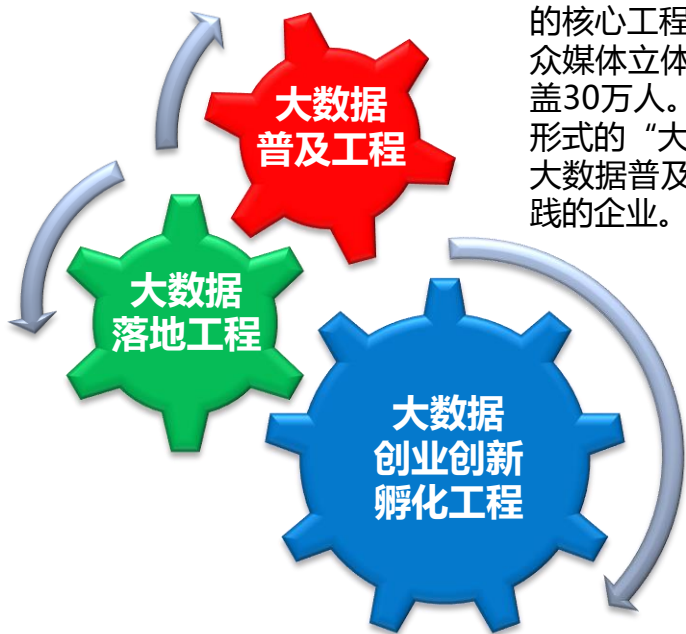 的核心工程
众媒体立体
盖30万人。
形式的“大
大数据普及
践的企业。
大数据
普及工程
大数据
落地工程
大数据
创业创新
孵化工程